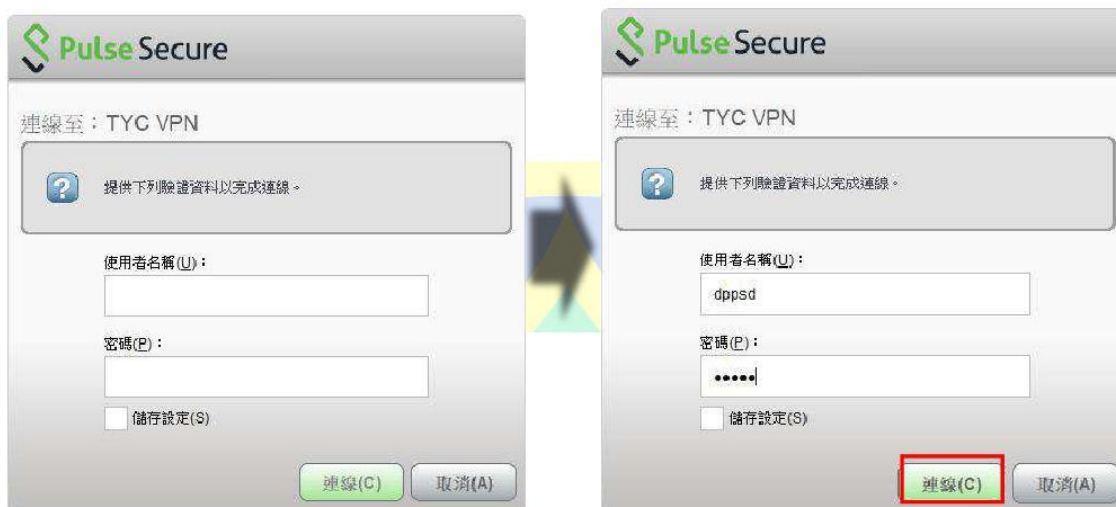 Pulse Secure
連線至：TYC VPN
提供下列驗證資料以完成連線。
使用者名稱(U)：
密碼(P)：
儲存設定(S)
連線(C)
取消(A)
Pulse Secure
連線至：TYC VPN
提供下列驗證資料以完成連線。
使用者名稱(U)：
dppsd
密碼(P)：
•••••
儲存設定(S)
連線(C)
取消(A)